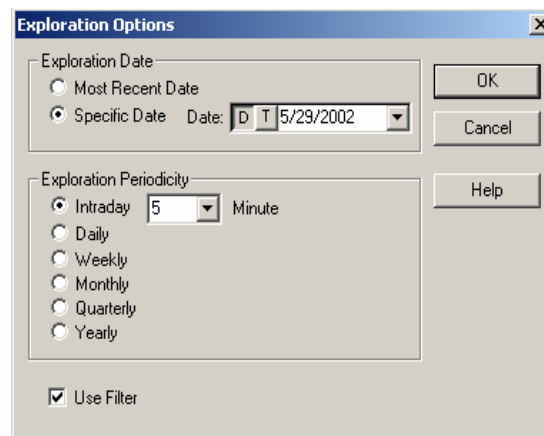 Exploration Options
Exploration Date
Most Recent Date
Specific Date Date: D T 5/29/2002
Exploration Periodicity
Intraday 5 Minute
Daily
Weekly
Monthly
Quarterly
Yearly
Use Filter
OK
Cancel
Help